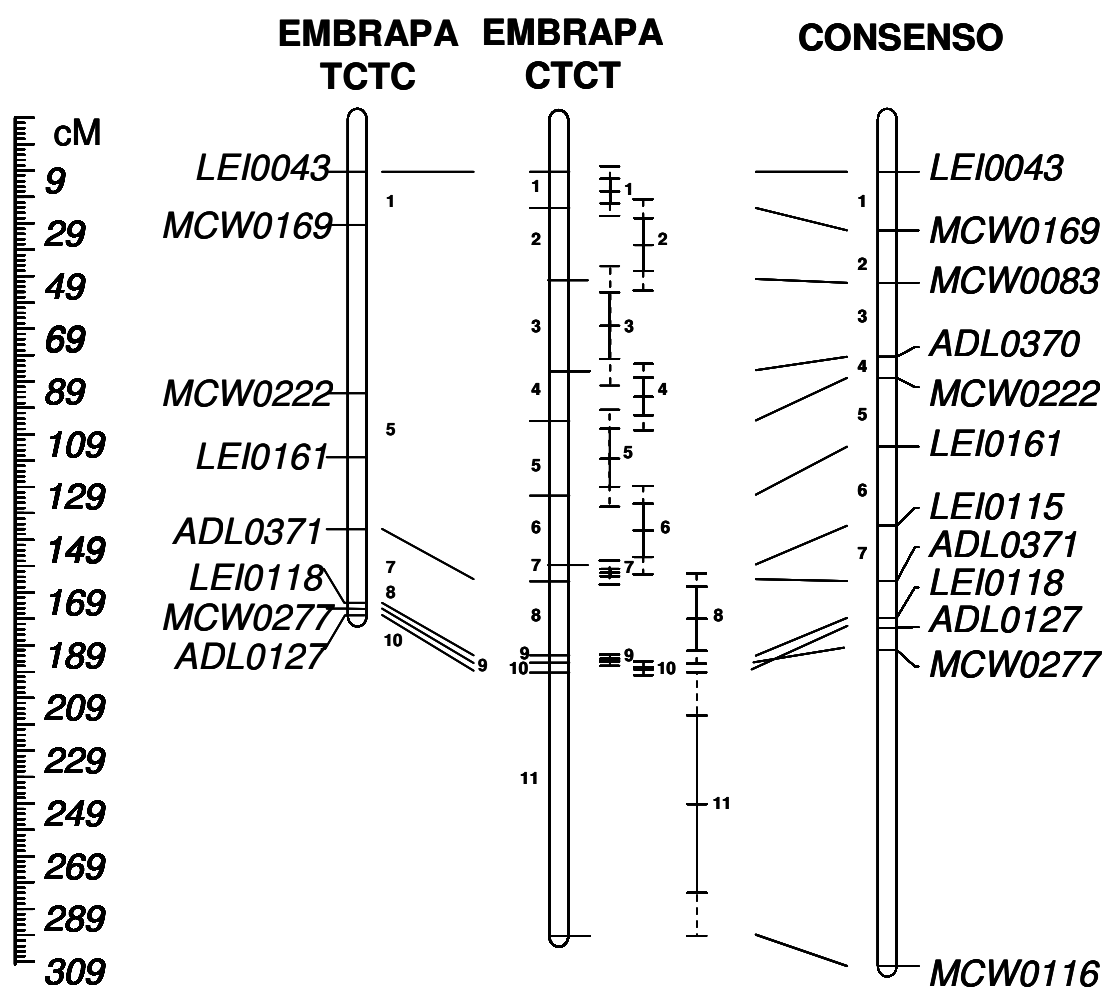 EMBRAPA EMBRAPA CONSENSO
TCTC CTCT
cM
9
29
49
69
89
109
129
149
169
189
209
229
249
269
289
309
LEI0043
MCW0169
MCW0222
LEI0161
ADL0371
LEI0118
MCW0277
ADL0127
1
5
7
8
10
9
1
2
3
4
5
6
7
8
9
10
11
1
2
3
4
5
6
7
8
9
10
11
1
2
3
4
5
6
7
LEI0043
MCW0169
MCW0083
ADL0370
MCW0222
LEI0161
LEI0115
ADL0371
LEI0118
ADL0127
MCW0277
MCW0116